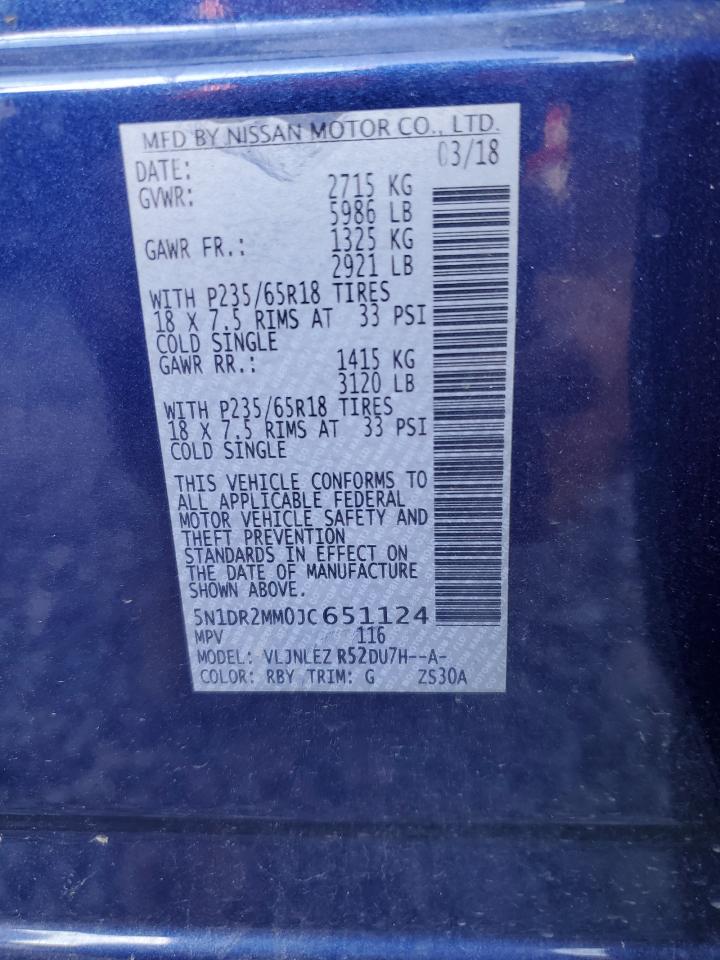 MFD BY NISSAN MOTOR CO., LTD.
DATE: 03/18
GVWR: 2715 KG
5986 LB
GAWR FR.: 1325 KG
2921 LB
WITH P235/65R18 TIRES
18 X 7.5 RIMS AT 33 PSI
COLD SINGLE
GAWR RR.: 1415 KG
3120 LB
WITH P235/65R18 TIRES
18 X 7.5 RIMS AT 33 PSI
COLD SINGLE
THIS VEHICLE CONFORMS TO
ALL APPLICABLE FEDERAL
MOTOR VEHICLE SAFETY AND
THEFT PREVENTION
STANDARDS IN EFFECT ON
THE DATE OF MANUFACTURE
SHOWN ABOVE.
5N1DR2MM0JC651124
MPV 116
MODEL: VLJNLEZ R52DU7H--A-
COLOR: RBY TRIM: G ZS30A